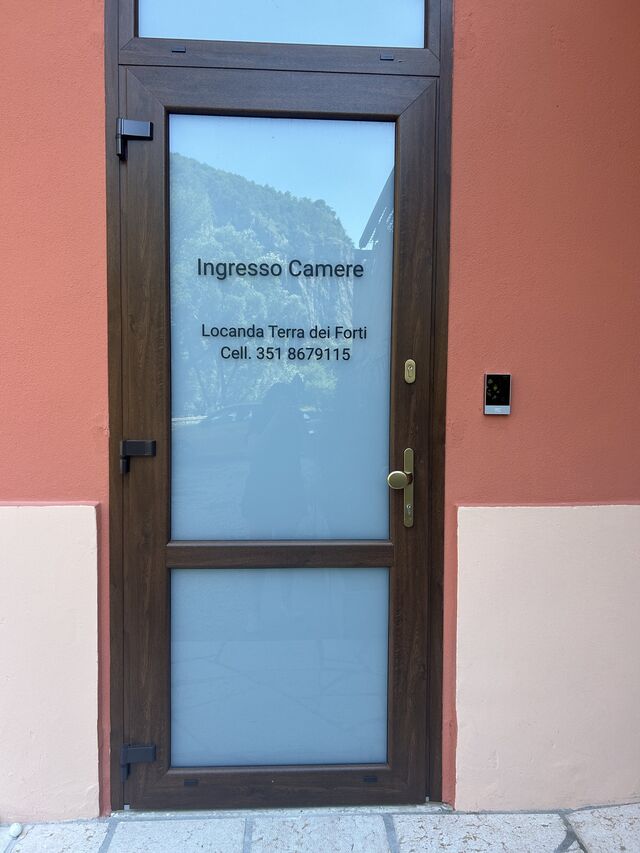 Ingresso Camere
Locanda Terra dei Forti
Cell. 351 8679115